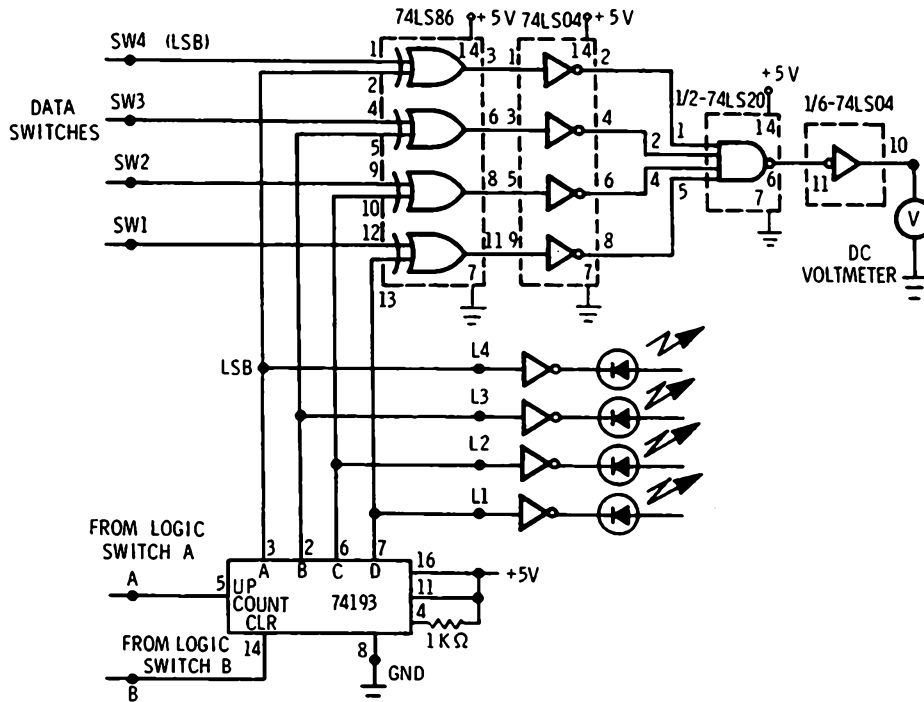 74LS86
+5V
74LS04
+5V
SW4 (LSB)
1
2
14
3
1
14
2
DATA
SWITCHES
SW3
4
5
6
3
4
1/2-74LS20
+5V
1/6-74LS04
SW2
9
10
8
5
6
1
2
4
5
14
6
7
11
10
V
SW1
12
13
11
9
8
7
7
DC
VOLTMETER
LSB
L4
L3
L2
L1
FROM LOGIC
SWITCH A
A
3
2
6
7
A
B
C
D
5
UP
COUNT
CLR
74193
16
11
4
+5V
1KΩ
14
8
GND
FROM LOGIC
SWITCH B
B